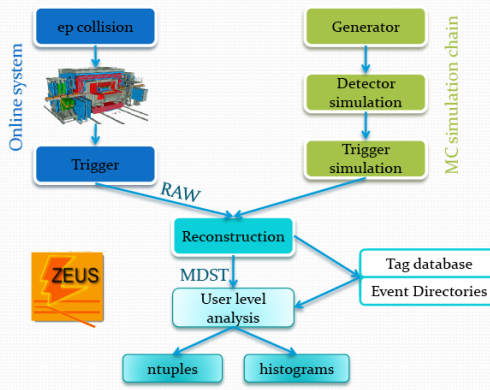 ep collision
Generator
Online system
Detector
simulation
MC simulation chain
Trigger
Trigger
simulation
RAW
Reconstruction
MDST
Tag database
Event Directories
ZEUS
User level
analysis
ntuples
histograms